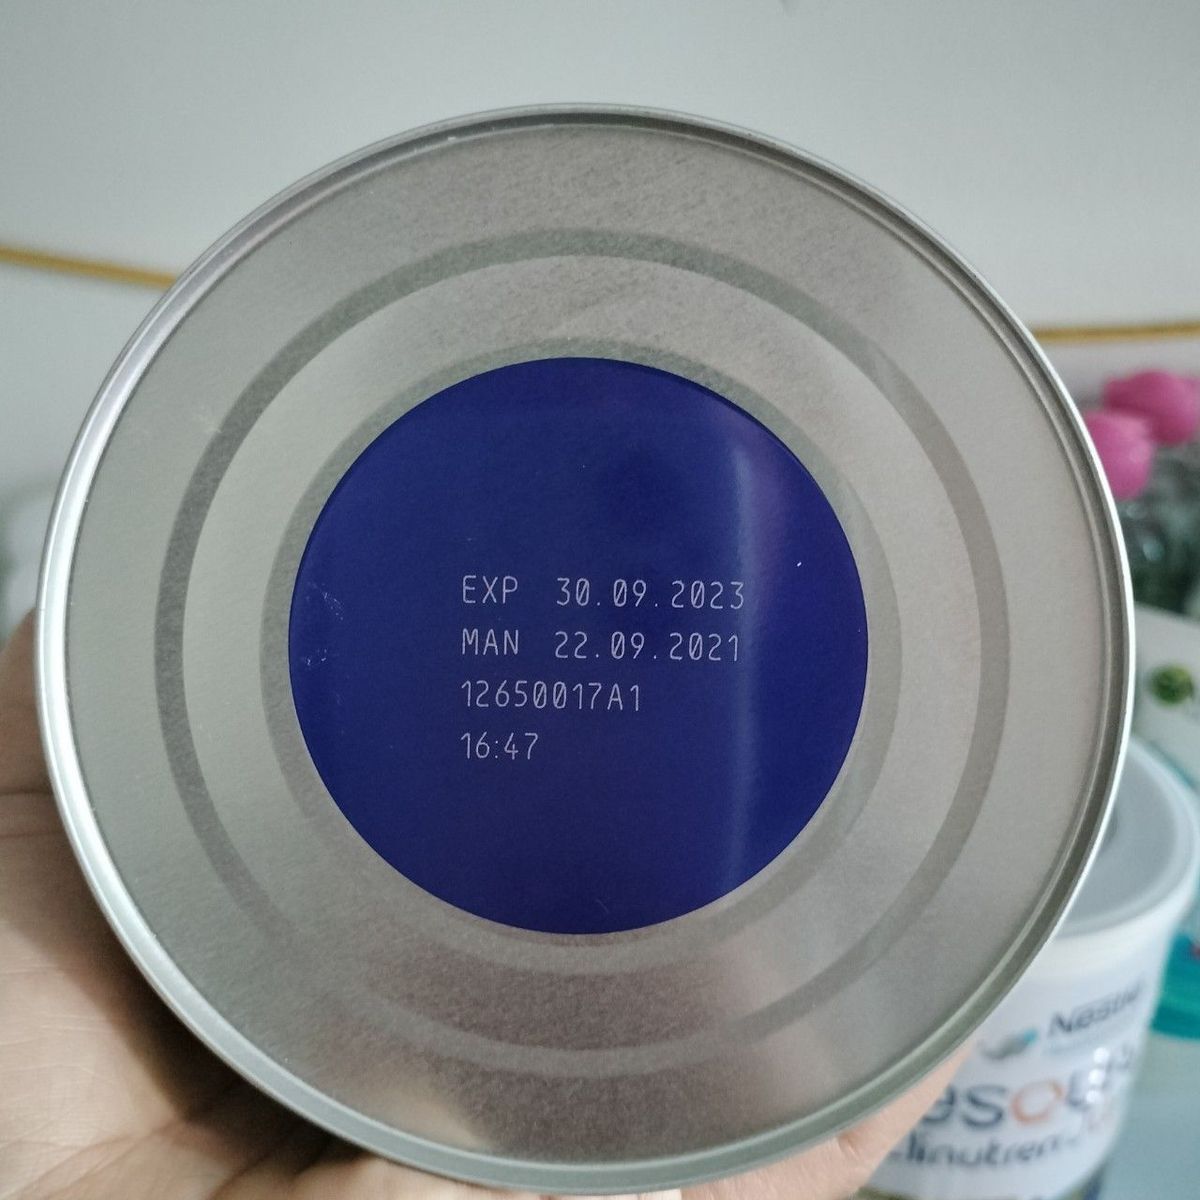 EXP 30.09.2023
MAN 22.09.2021
12650017A1
16:47
Nestlé